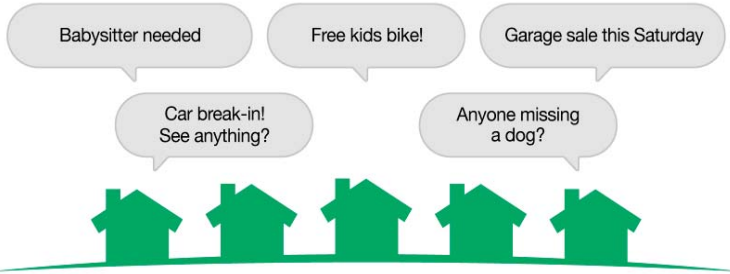 Babysitter needed
Free kids bike!
Garage sale this Saturday
Car break-in!
See anything?
Anyone missing
a dog?